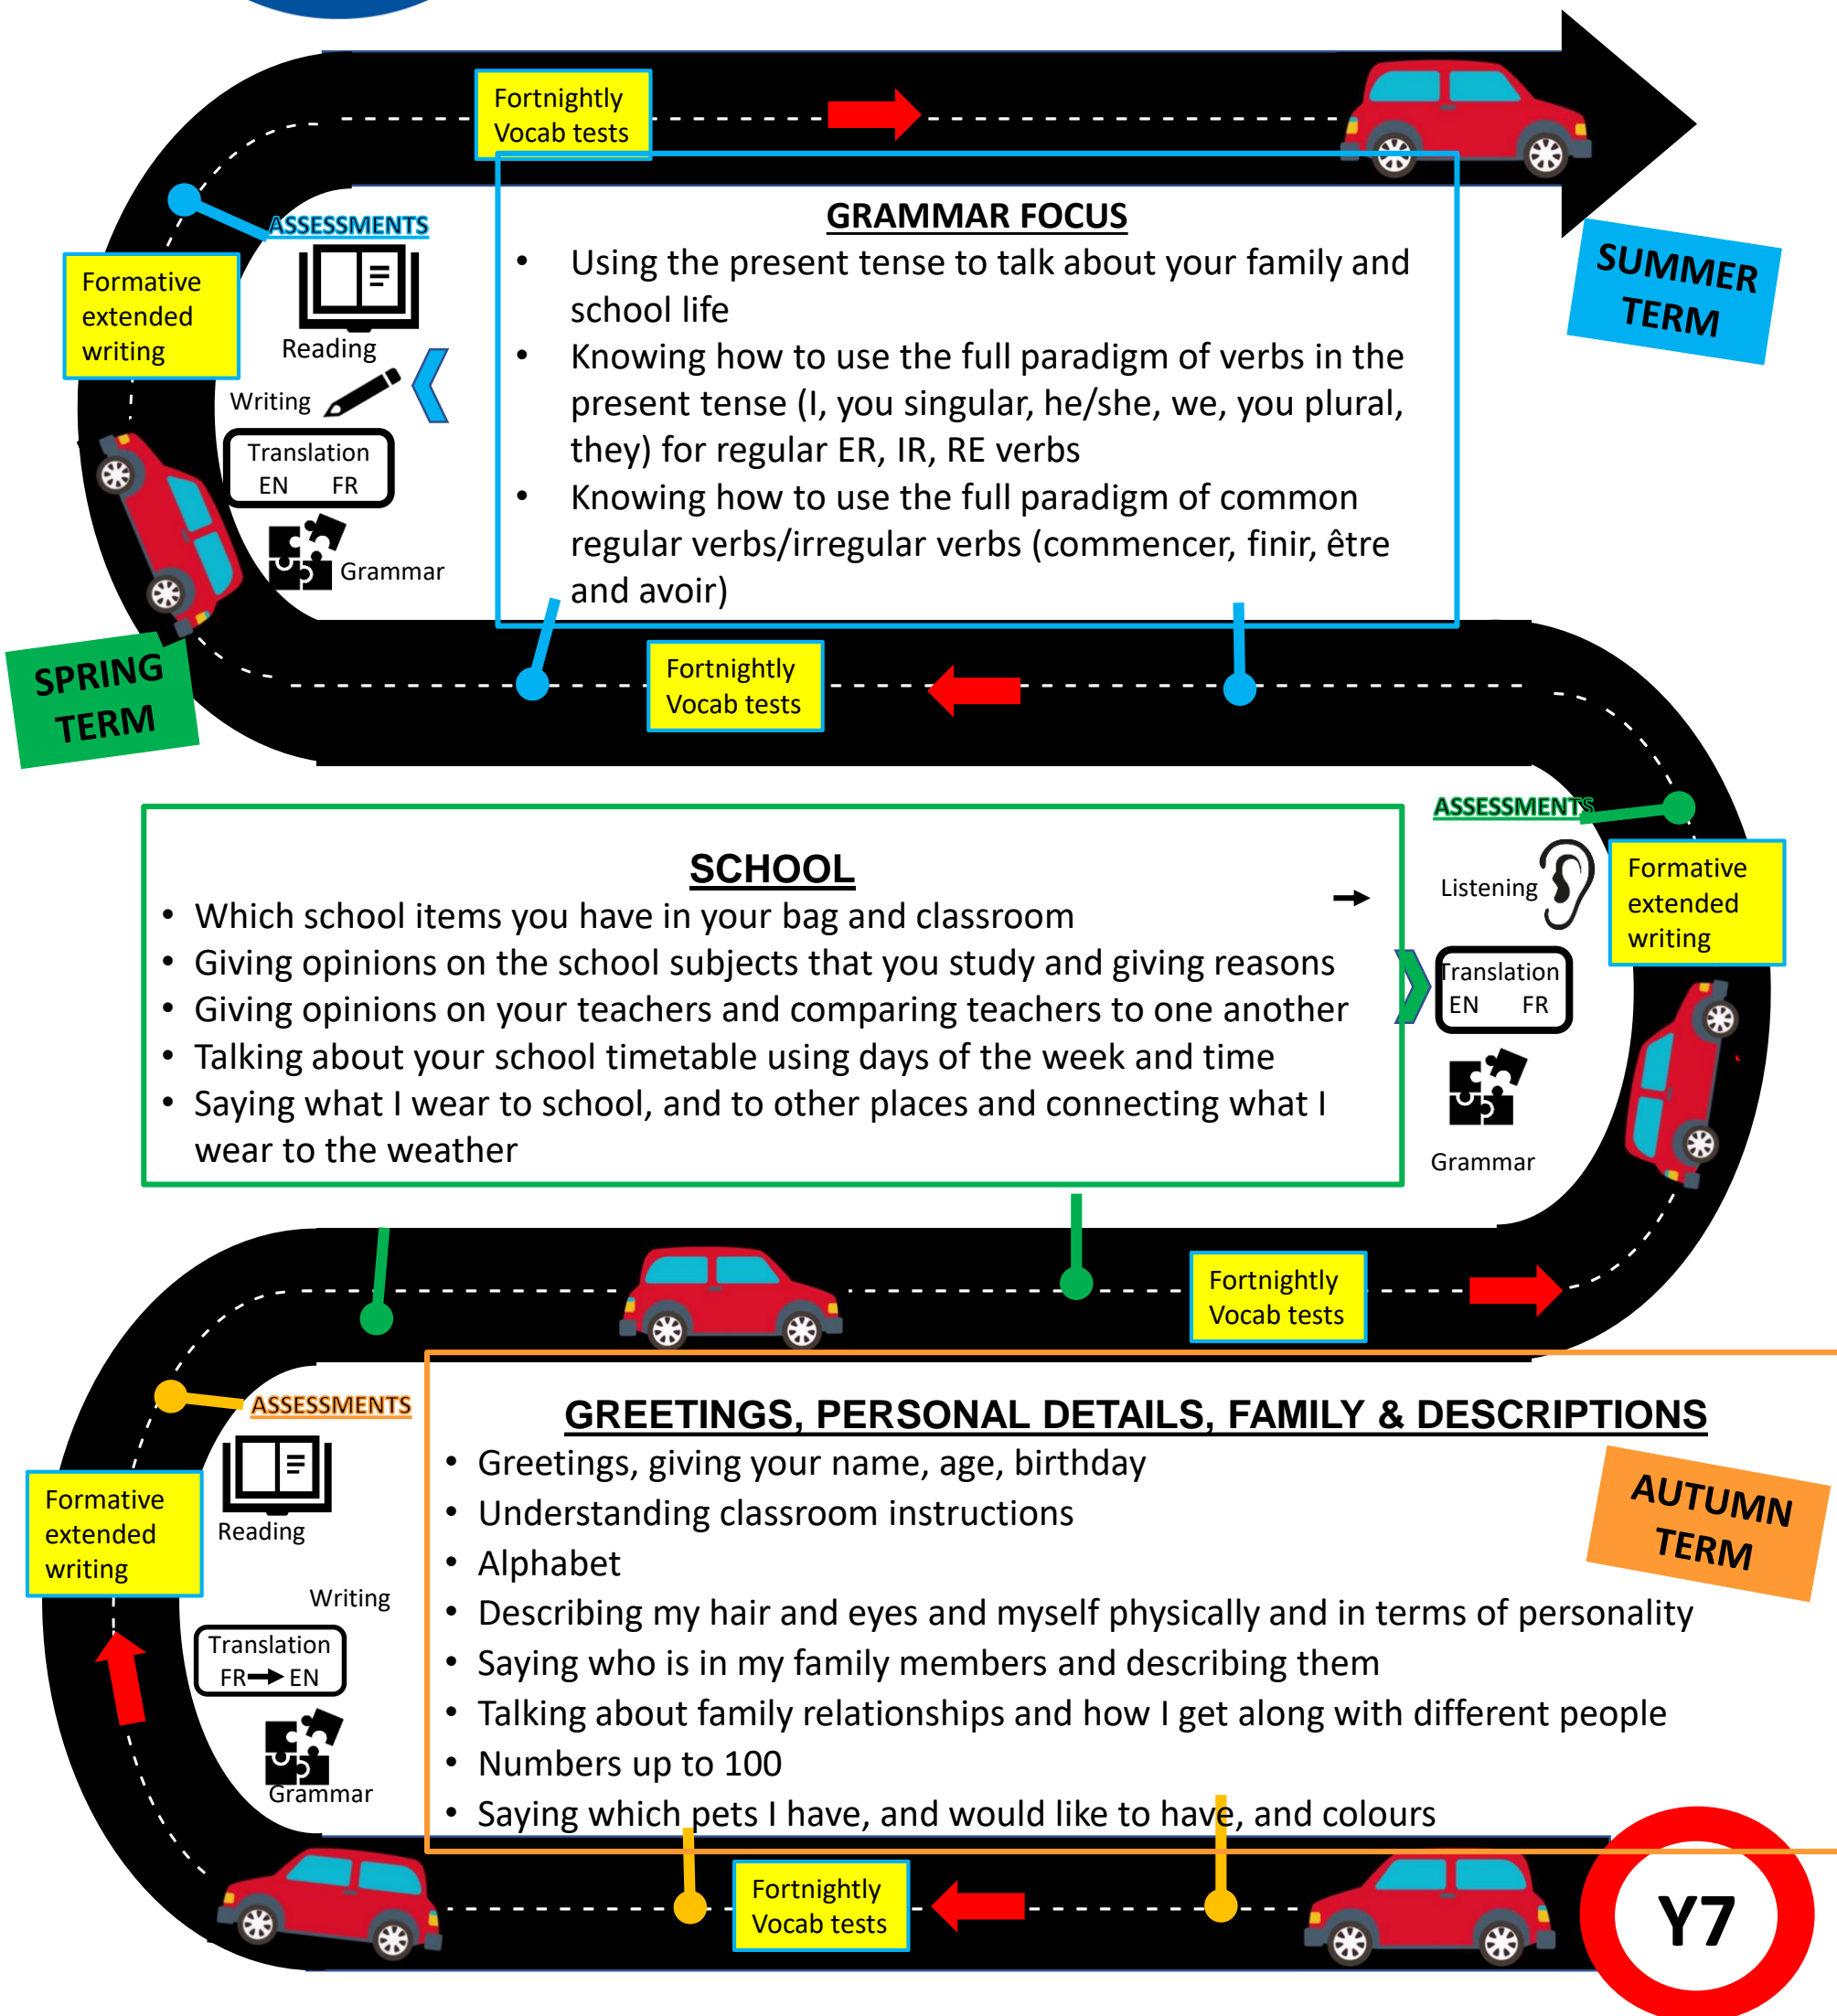 Fortnightly
Vocab tests
ASSESSMENTS
Formative
extended
writing
Reading
Writing
Translation
EN FR
Grammar
GRAMMAR FOCUS
• Using the present tense to talk about your family and
school life
• Knowing how to use the full paradigm of verbs in the
present tense (I, you singular, he/she, we, you plural,
they) for regular ER, IR, RE verbs
• Knowing how to use the full paradigm of common
regular verbs/irregular verbs (commencer, finir, être
and avoir)
SUMMER
TERM
SPRING
TERM
Fortnightly
Vocab tests
SCHOOL
• Which school items you have in your bag and classroom
• Giving opinions on the school subjects that you study and giving reasons
• Giving opinions on your teachers and comparing teachers to one another
• Talking about your school timetable using days of the week and time
• Saying what I wear to school, and to other places and connecting what I
wear to the weather
ASSESSMENTS
Listening
Translation
EN FR
Grammar
Formative
extended
writing
Fortnightly
Vocab tests
ASSESSMENTS
Formative
extended
writing
Reading
Writing
Translation
FR EN
Grammar
GREETINGS, PERSONAL DETAILS, FAMILY & DESCRIPTIONS
• Greetings, giving your name, age, birthday
• Understanding classroom instructions
• Alphabet
• Describing my hair and eyes and myself physically and in terms of personality
• Saying who is in my family members and describing them
• Talking about family relationships and how I get along with different people
• Numbers up to 100
• Saying which pets I have, and would like to have, and colours
AUTUMN
TERM
Fortnightly
Vocab tests
Y7